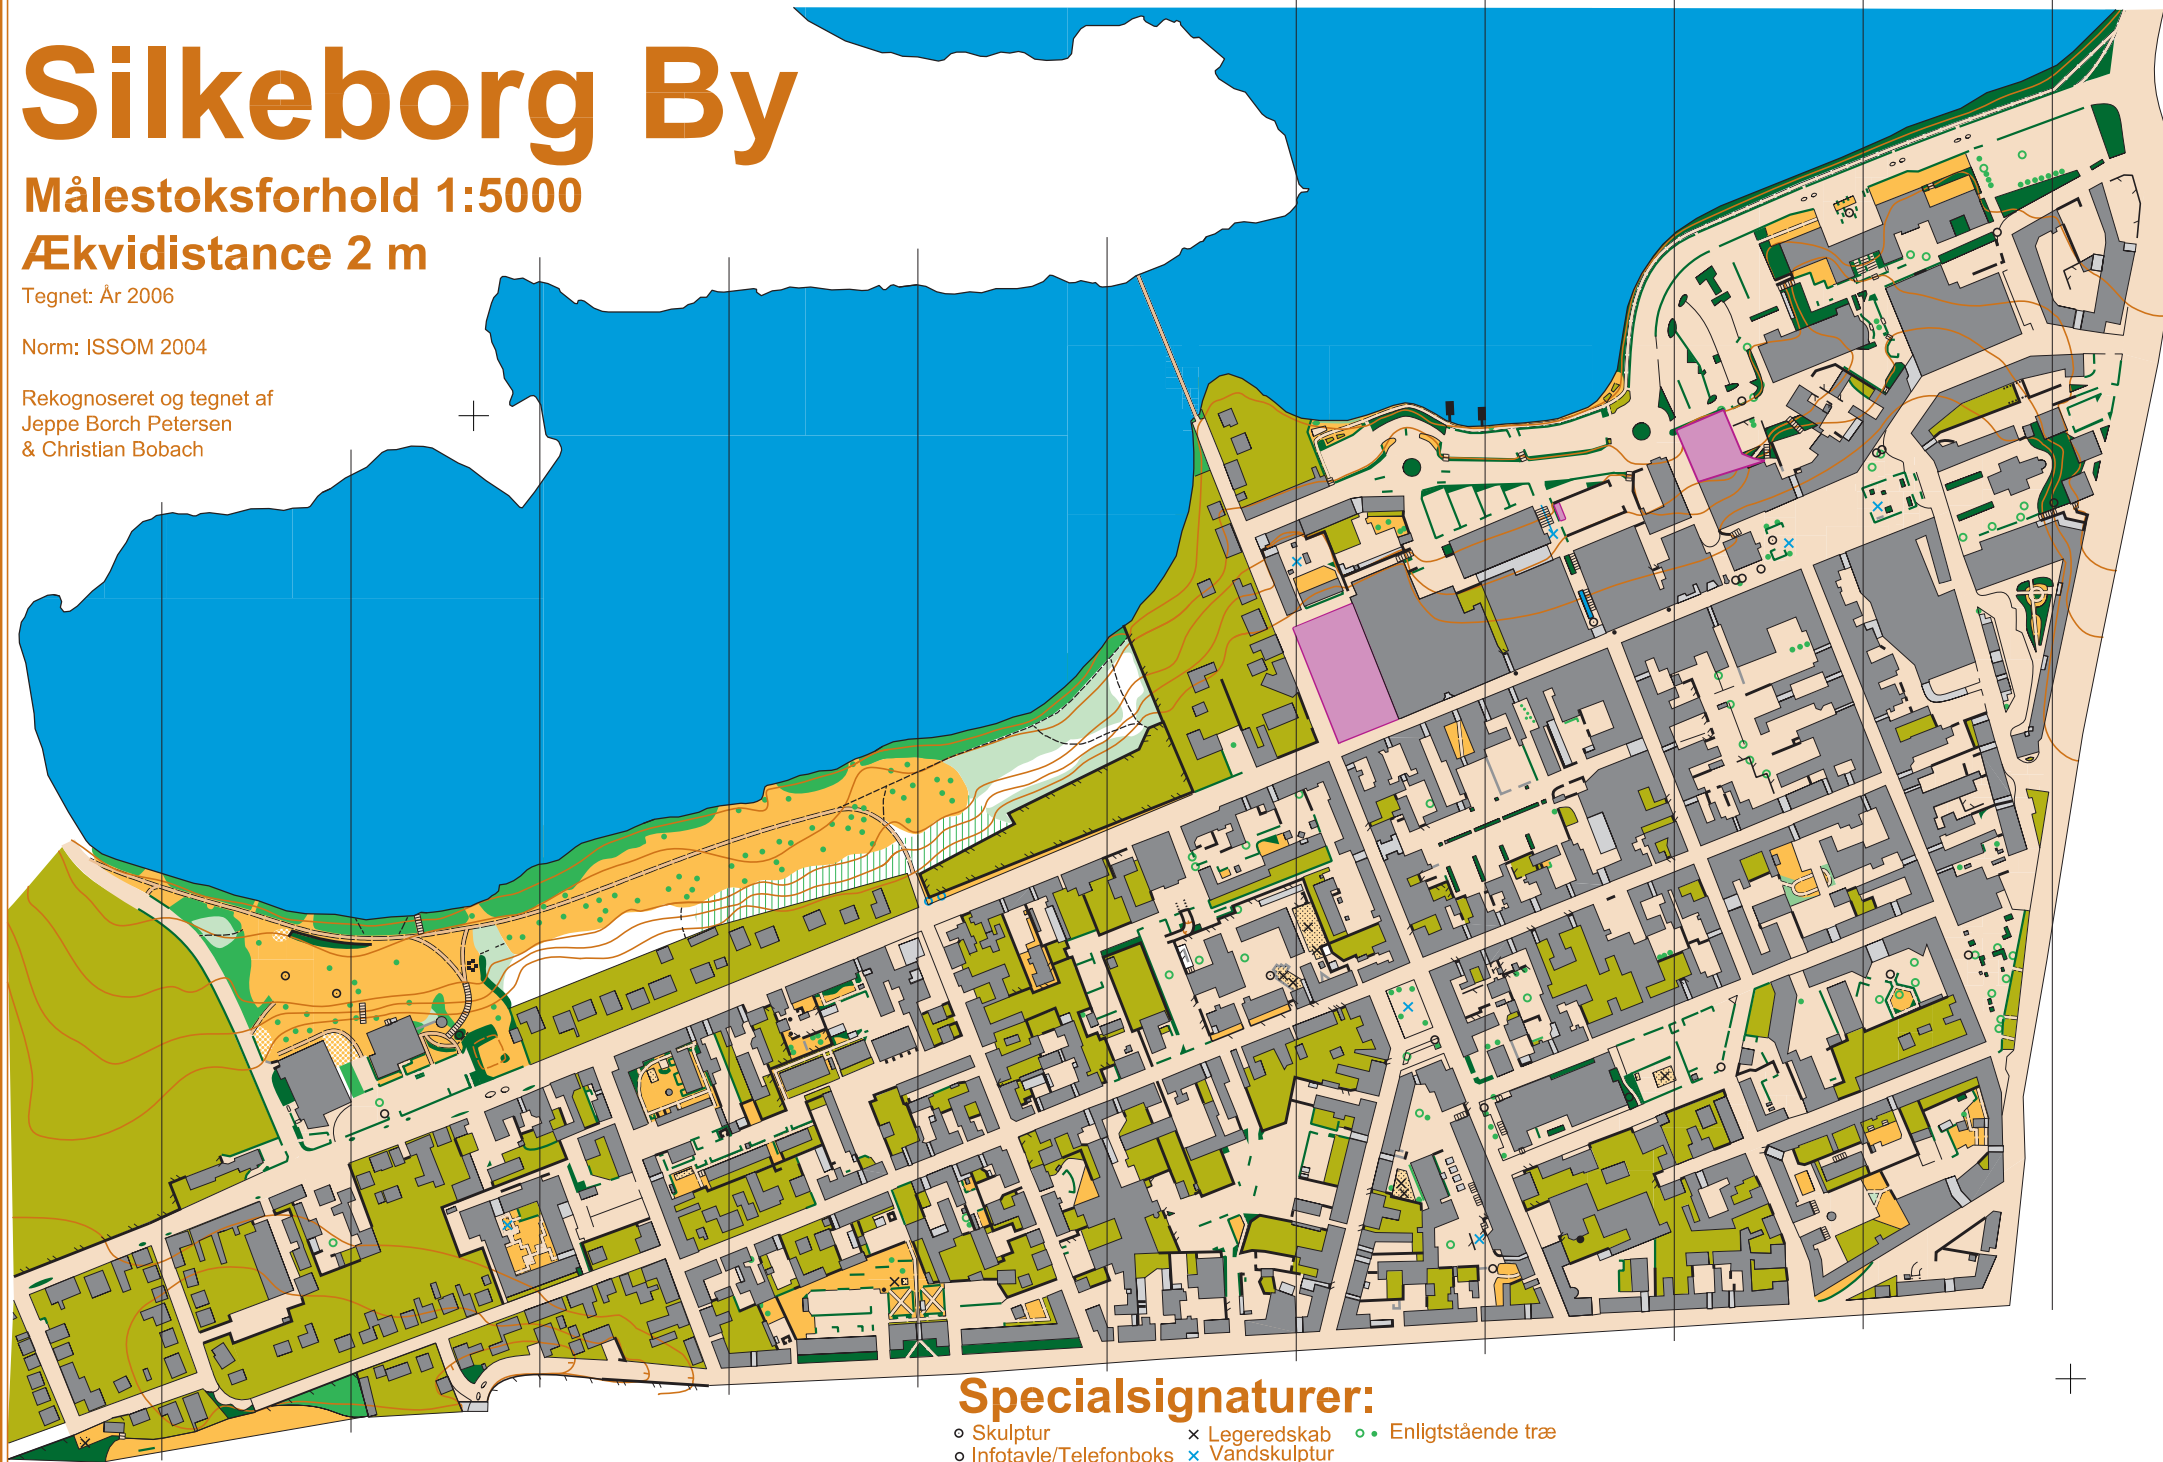 Silkeborg By
Målestoksforhold 1:5000
Ækvidistance 2 m
Tegnet: År 2006
Norm: ISSOM 2004
Rekognoseret og tegnet af
Jeppe Borch Petersen
& Christian Bobach
Specialsignaturer:
Skulptur
Legeredskab
Enligtstående træ
Infotavle/Telefonboks
Vandskulptur